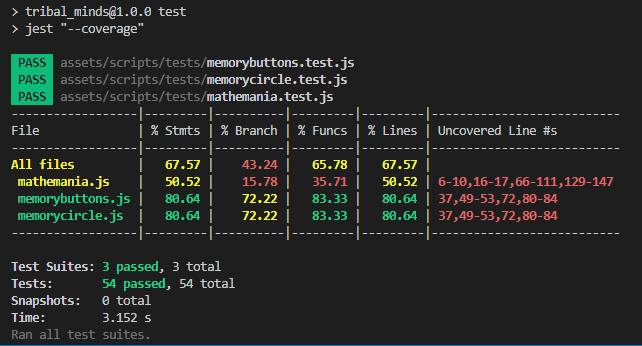 > tribal_minds@1.0.0 test
> jest "--coverage"
PASS assets/scripts/tests/memorybuttons.test.js
PASS assets/scripts/tests/memorycircle.test.js
PASS assets/scripts/tests/mathemania.test.js
------------------|---------|----------|---------|---------|---------------------------
File | % Stmts | % Branch | % Funcs | % Lines | Uncovered Line #s
------------------|---------|----------|---------|---------|---------------------------
All files | 67.57 | 43.24 | 65.78 | 67.57 |
mathemania.js | 50.52 | 15.78 | 35.71 | 50.52 | 6-10,16-17,66-111,129-147
memorybuttons.js | 80.64 | 72.22 | 83.33 | 80.64 | 37,49-53,72,80-84
memorycircle.js | 80.64 | 72.22 | 83.33 | 80.64 | 37,49-53,72,80-84
------------------|---------|----------|---------|---------|---------------------------
Test Suites: 3 passed, 3 total
Tests: 54 passed, 54 total
Snapshots: 0 total
Time: 3.152 s
Ran all test suites.